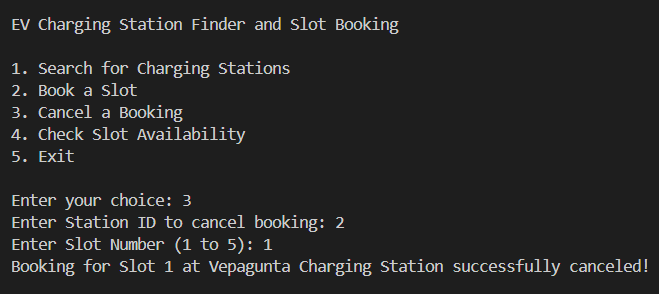 EV Charging Station Finder and Slot Booking
1. Search for Charging Stations
2. Book a Slot
3. Cancel a Booking
4. Check Slot Availability
5. Exit
Enter your choice: 3
Enter Station ID to cancel booking: 2
Enter Slot Number (1 to 5): 1
Booking for Slot 1 at Vepagunta Charging Station successfully canceled!